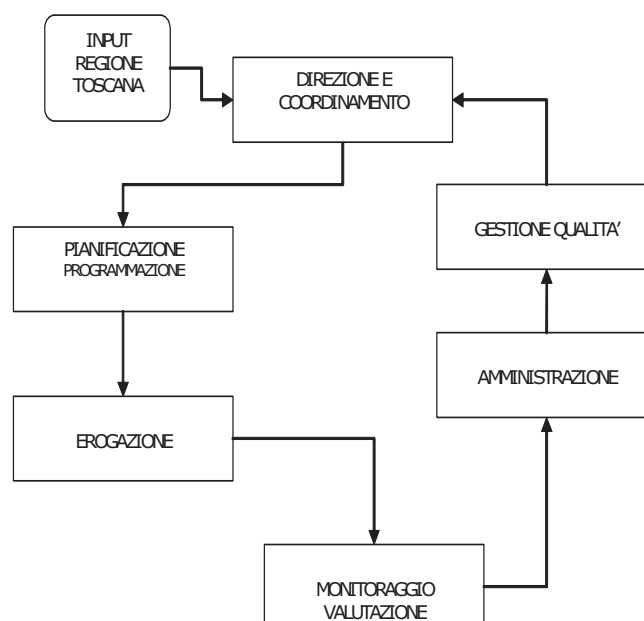 INPUT
REGIONE
TOSCANA
DIREZIONE E
COORDINAMENTO
GESTIONE QUALITA'
PIANIFICAZIONE
PROGRAMMAZIONE
AMMINISTRAZIONE
EROGAZIONE
MONITORAGGIO
VALUTAZIONE